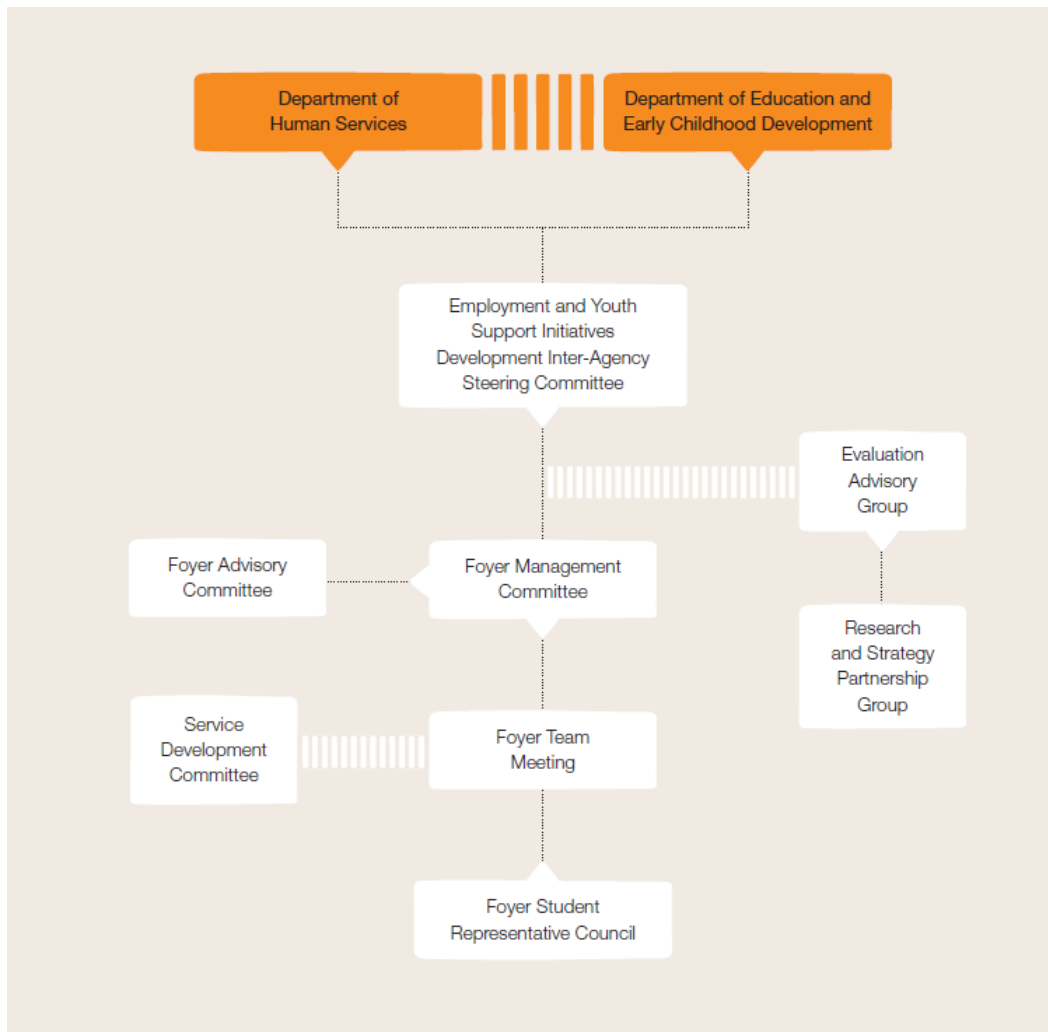 Department of
Human Services
Department of Education and
Early Childhood Development
Employment and Youth
Support Initiatives
Development Inter-Agency
Steering Committee
Evaluation
Advisory
Group
Foyer Advisory
Committee
Foyer Management
Committee
Research
and Strategy
Partnership
Group
Service
Development
Committee
Foyer Team
Meeting
Foyer Student
Representative Council